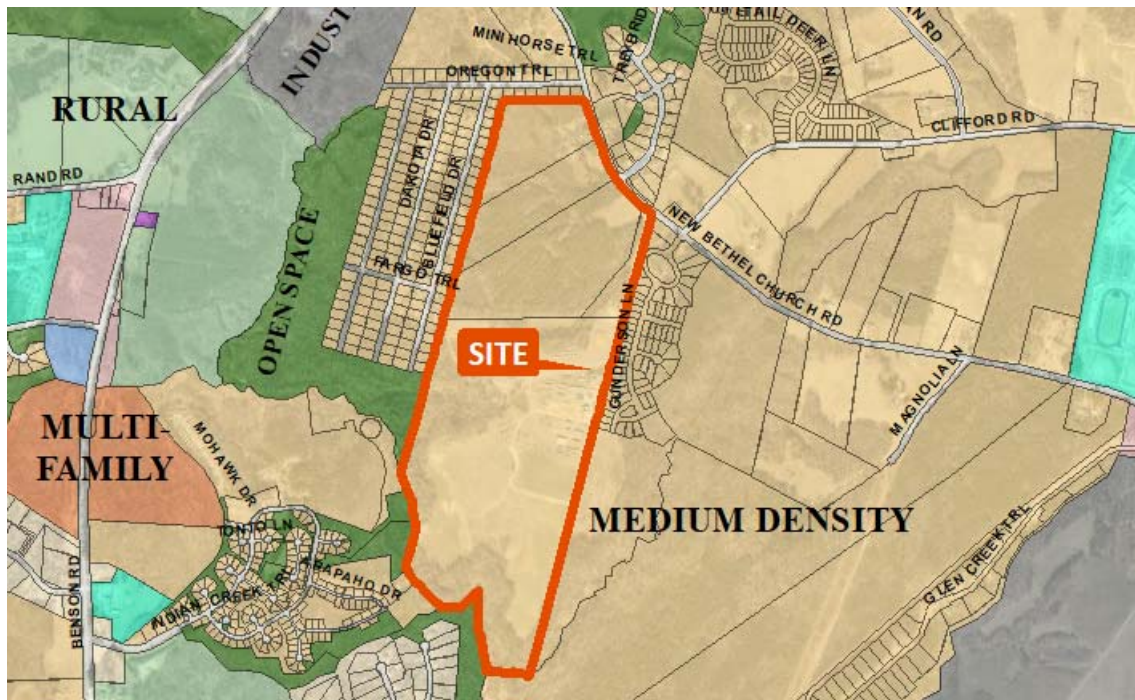 MINI HORSE TRL
OREGON TRL
CLIFFORD RD
INDUST
RURAL
RAND RD
DAKOTA DR
BLUEFIELD DR
FARGO TRL
OPEN SPACE
NEW BETHEL CHURCH RD
SITE
GUNDERSON LN
MAGNOLIA LN
MULTI-
FAMILY
MOHAWK DR
TONTO LN
MEDIUM DENSITY
ARAPAHO DR
INDIAN CREEK TRL
BENSON RD
GLEN CREEK TRL